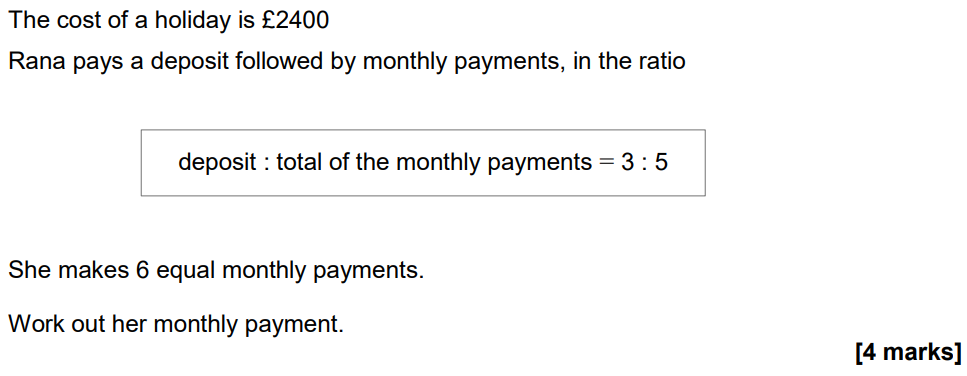 The cost of a holiday is £2400
Rana pays a deposit followed by monthly payments, in the ratio
deposit : total of the monthly payments = 3 : 5
She makes 6 equal monthly payments.
Work out her monthly payment.
[4 marks]